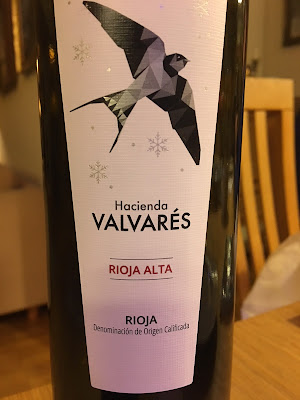 Hacienda
VALVARÉS
RIOJA ALTA
RIOJA
Denominación de Origen Calificada